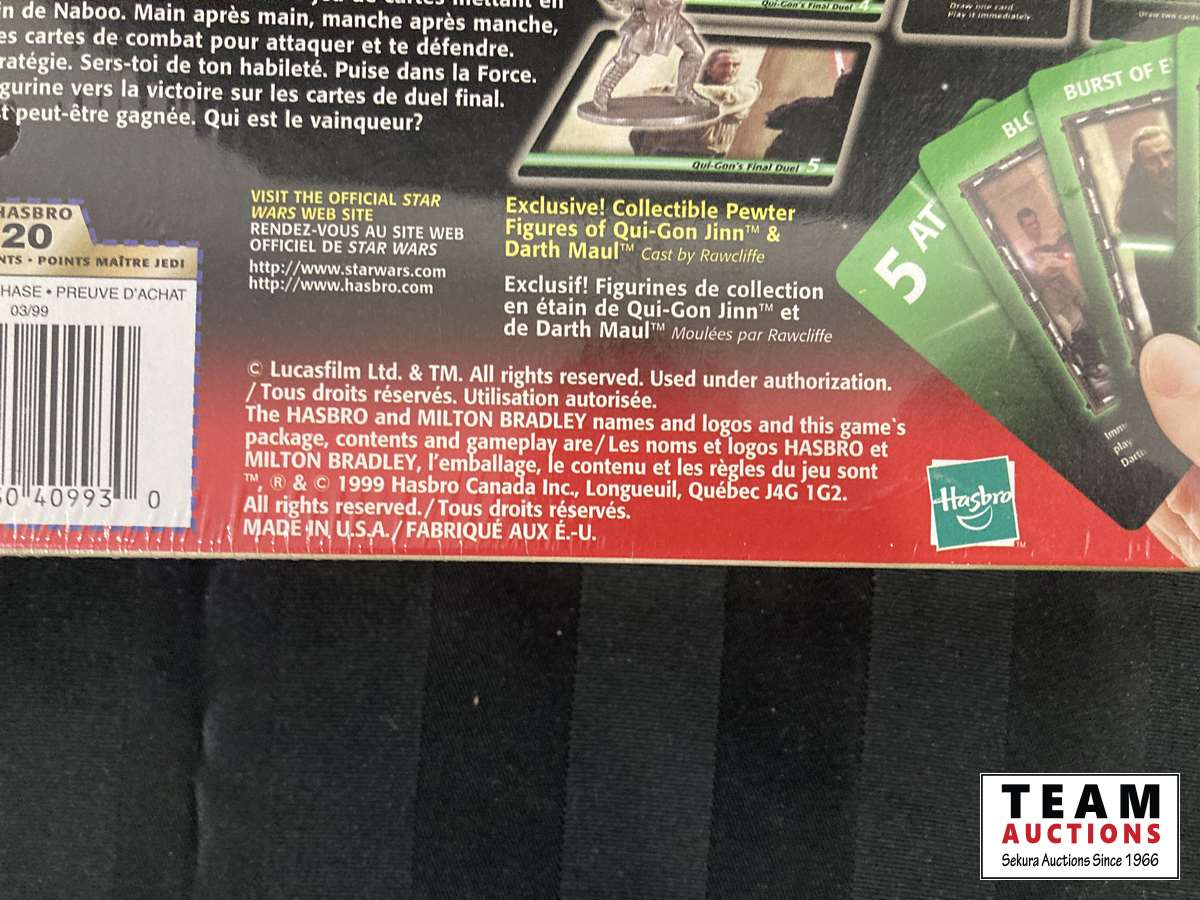 in de Naboo. Main après main, manche après manche,
es cartes de combat pour attaquer et te défendre.
ratégie. Sers-toi de ton habileté. Puise dans la Force.
gurine vers la victoire sur les cartes de duel final.
t peut-être gagnée. Qui est le vainqueur?
Qui-Gon's Final Duel 4
Draw one card.
Play it immediately.
Draw two cards
Qui-Gon's Final Duel 5
BURST OF
BLO
5 AT
HASBRO
20
NTS • POINTS MAÎTRE JEDI
HASE • PREUVE D'ACHAT
03/99
40993 0
VISIT THE OFFICIAL STAR
WARS WEB SITE
RENDEZ-VOUS AU SITE WEB
OFFICIEL DE STAR WARS
http://www.starwars.com
http://www.hasbro.com
Exclusive! Collectible Pewter
Figures of Qui-Gon Jinn™ &
Darth Maul™ Cast by Rawcliffe
Exclusif! Figurines de collection
en étain de Qui-Gon Jinn™ et
de Darth Maul™ Moulées par Rawcliffe
© Lucasfilm Ltd. & TM. All rights reserved. Used under authorization.
/ Tous droits réservés. Utilisation autorisée.
The HASBRO and MILTON BRADLEY names and logos and this game`s
package, contents and gameplay are / Les noms et logos HASBRO et
MILTON BRADLEY, l'emballage, le contenu et les règles du jeu sont
™, ® & © 1999 Hasbro Canada Inc., Longueuil, Québec J4G 1G2.
All rights reserved. / Tous droits réservés.
MADE IN U.S.A. / FABRIQUÉ AUX É.-U.
Hasbro
TEAM
AUCTIONS
Sekura Auctions Since 1966